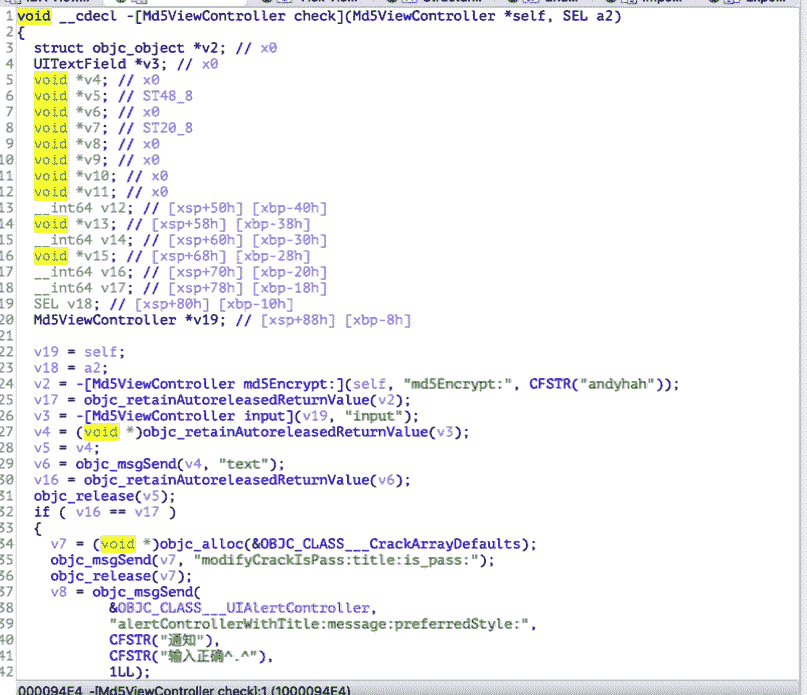 1 void __cdecl -[Md5ViewController check](Md5ViewController *self, SEL a2)
2 {
3 struct objc_object *v2; // x0
4 UITextField *v3; // x0
5 void *v4; // x0
6 void *v5; // ST48_8
7 void *v6; // x0
8 void *v7; // ST20_8
9 void *v8; // x0
10 void *v9; // x0
11 void *v10; // x0
12 void *v11; // x0
13 __int64 v12; // [xsp+50h] [xbp-40h]
14 void *v13; // [xsp+58h] [xbp-38h]
15 __int64 v14; // [xsp+60h] [xbp-30h]
16 void *v15; // [xsp+68h] [xbp-28h]
17 __int64 v16; // [xsp+70h] [xbp-20h]
18 __int64 v17; // [xsp+78h] [xbp-18h]
19 SEL v18; // [xsp+80h] [xbp-10h]
20 Md5ViewController *v19; // [xsp+88h] [xbp-8h]
21
22 v19 = self;
23 v18 = a2;
24 v2 = -[Md5ViewController md5Encrypt:](self, "md5Encrypt:", CFSTR("andyhah"));
25 v17 = objc_retainAutoreleasedReturnValue(v2);
26 v3 = -[Md5ViewController input](v19, "input");
27 v4 = (void *)objc_retainAutoreleasedReturnValue(v3);
28 v5 = v4;
29 v6 = objc_msgSend(v4, "text");
30 v16 = objc_retainAutoreleasedReturnValue(v6);
31 objc_release(v5);
32 if ( v16 == v17 )
33 {
34 v7 = (void *)objc_alloc(&OBJC_CLASS___CrackArrayDefaults);
35 objc_msgSend(v7, "modifyCrackIsPass:title:is_pass:");
36 objc_release(v7);
37 v8 = objc_msgSend(
38 &OBJC_CLASS___UIAlertController,
39 "alertControllerWithTitle:message:preferredStyle:",
40 CFSTR("通知"),
41 CFSTR("输入正确^.^"),
42 1LL);
000094E4 -[Md5ViewController check]:1 (1000094E4)